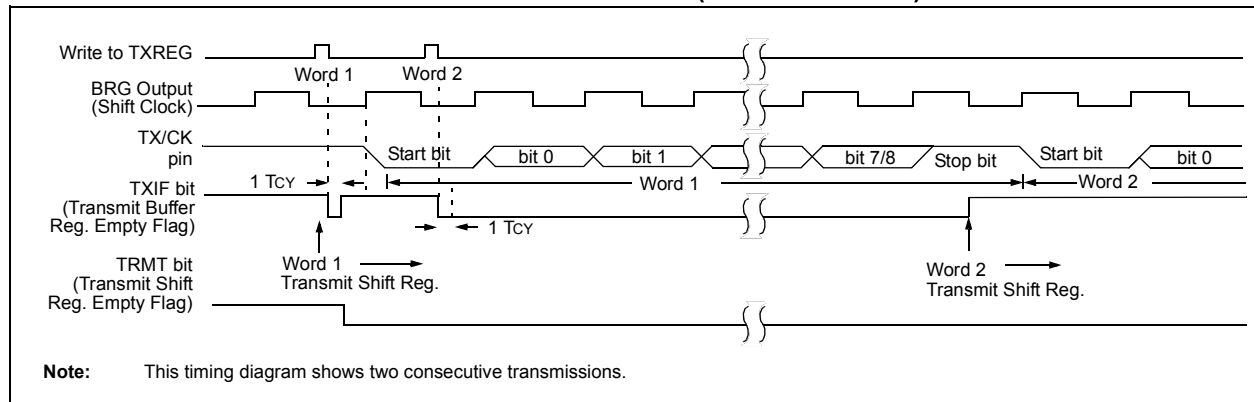 Write to TXREG
Word 1 Word 2
BRG Output
(Shift Clock)
TX/CK
pin
Start bit bit 0 bit 1 bit 7/8 Stop bit Start bit bit 0
Word 1 Word 2
1 TCY
TXIF bit
(Transmit Buffer
Reg. Empty Flag)
1 TCY
Word 1
Transmit Shift Reg.
Word 2
Transmit Shift Reg.
TRMT bit
(Transmit Shift
Reg. Empty Flag)
Note: This timing diagram shows two consecutive transmissions.